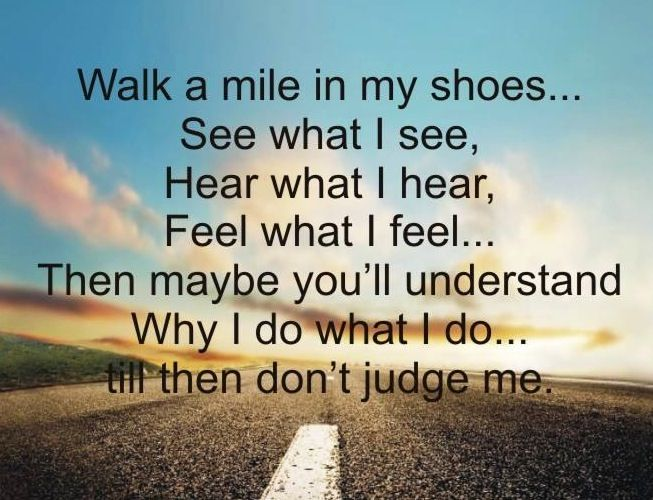 Walk a mile in my shoes...
See what I see,
Hear what I hear,
Feel what I feel...
Then maybe you’ll understand
Why I do what I do...
till then don’t judge me.